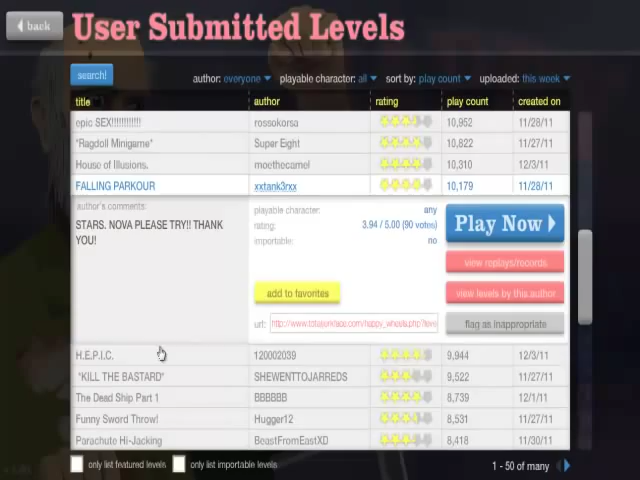 back
User Submitted Levels
search!
author: everyone playable character: all sort by: play count uploaded: this week
title author rating play count created on
epic SEX!!!!!!!!!!!! rossokorsa 10,952 11/28/11
*Ragdoll Minigame* Super Eight 10,822 11/27/11
House of Illusions. moethecamel 10,310 12/3/11
FALLING PARKOUR xxtank3rxx 10,179 11/28/11
author's comments:
STARS. NOVA PLEASE TRY!! THANK
YOU!
playable character: any
rating: 3.94 / 5.00 (90 votes)
importable: no
Play Now
view replays/records
add to favorites
view levels by this author
url: http://www.totaljerkface.com/happy_wheels.php?leve
flag as inappropriate
H.E.P.I.C. 120002039 9,944 12/3/11
"KILL THE BASTARD" SHEWENTTOJARREDS 9,522 11/27/11
The Dead Ship Part 1 BBBBBB 8,739 12/1/11
Funny Sword Throw! Hugger12 8,531 11/27/11
Parachute Hi-Jacking BeastFromEastXD 8,418 11/30/11
only list featured levels only list importable levels 1 - 50 of many